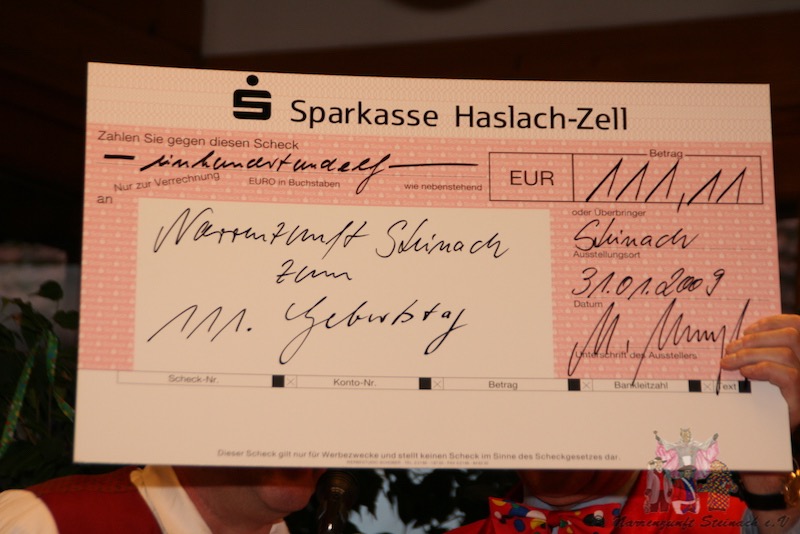 Sparkasse Haslach-Zell
Zahlen Sie gegen diesen Scheck
einhundertundelf
Nur zur Verrechnung EURO in Buchstaben wie nebenstehend
EUR
Betrag
111,11
an
oder Überbringer
Narrenzunft Steinach
zum
111. Geburtstag
Steinach
Ausstellungsort
31.01.2009
Datum
Unterschrift des Ausstellers
Scheck-Nr. Konto-Nr. Betrag Bankleitzahl Text
Dieser Scheck gilt nur für Werbezwecke und stellt keinen Scheck im Sinne des Scheckgesetzes dar.
Narrenzunft Steinach e.V